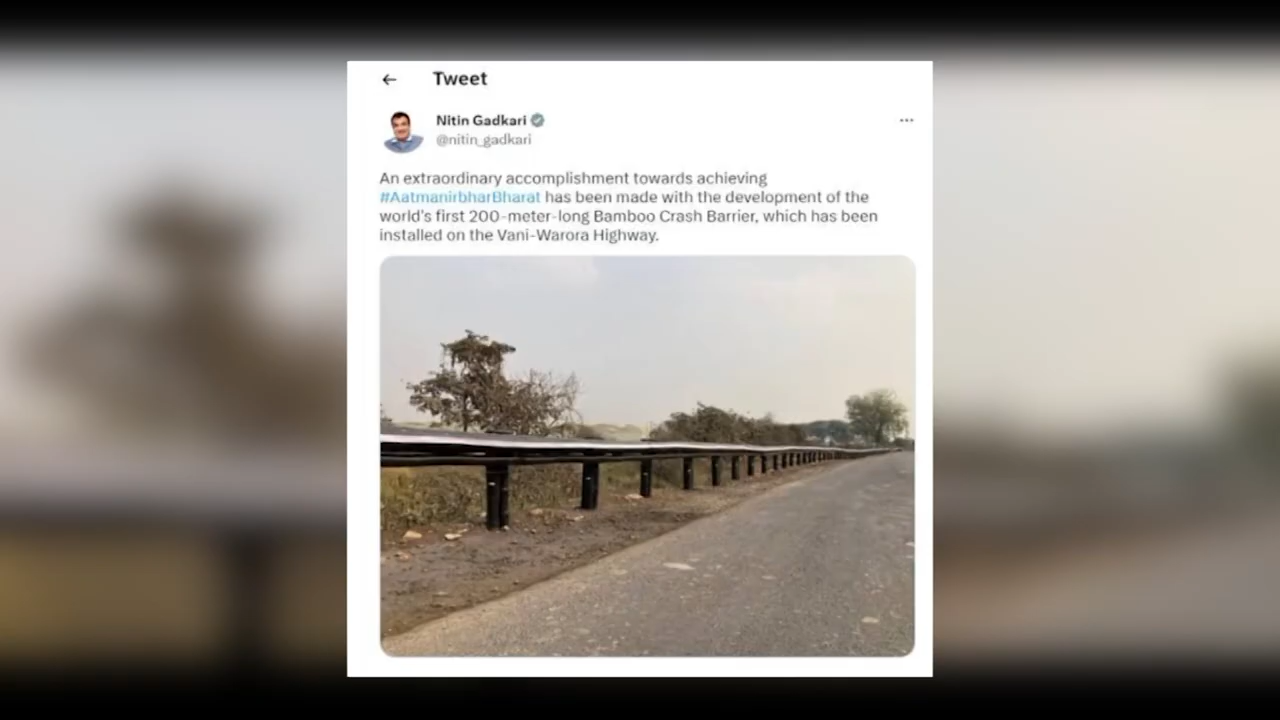 ← Tweet
Nitin Gadkari
@nitin_gadkari
An extraordinary accomplishment towards achieving
#AatmanirbharBharat has been made with the development of the
world's first 200-meter-long Bamboo Crash Barrier, which has been
installed on the Vani-Warora Highway.